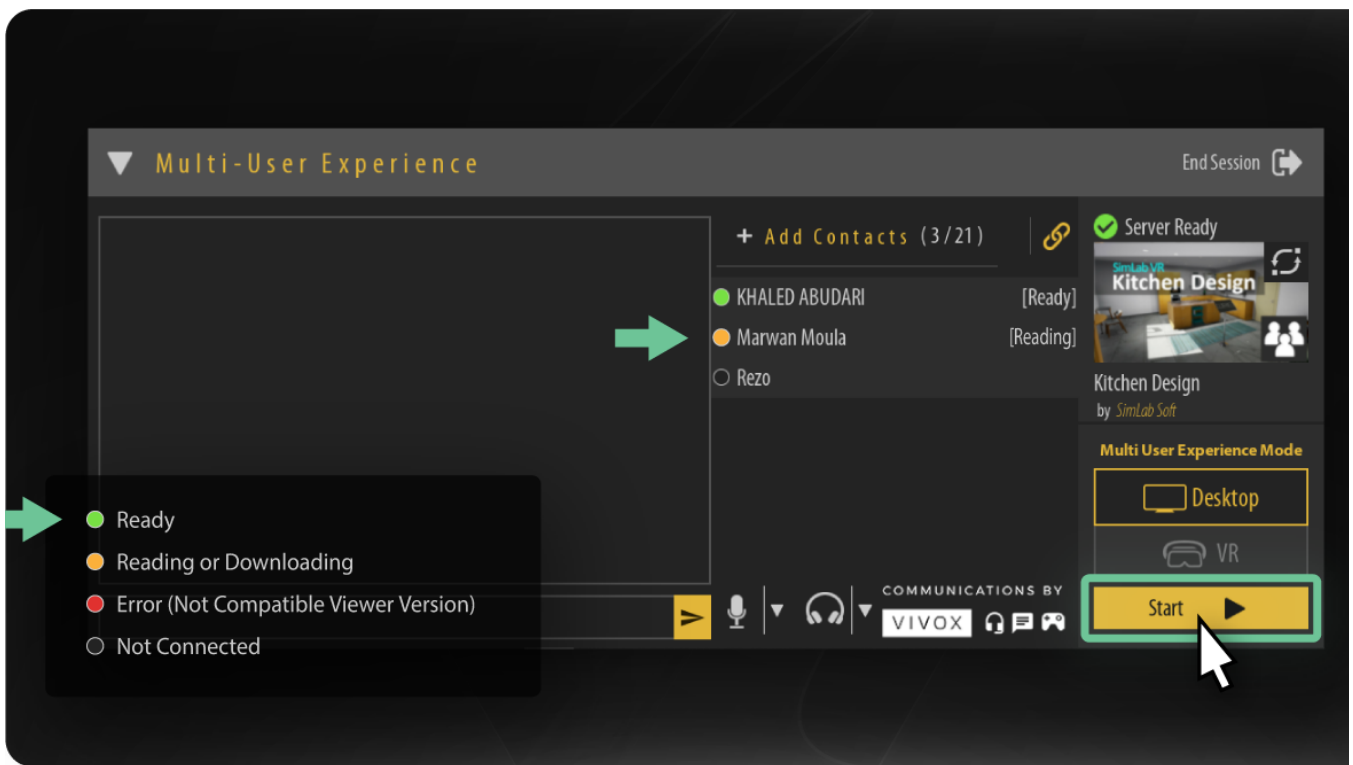 Multi-User Experience
End Session
+ Add Contacts (3/21)
KHALED ABUDARI [Ready]
Marwan Moula [Reading]
Rezo
Server Ready
SimLab VR
Kitchen Design
Kitchen Design
by SimLab Soft
Multi User Experience Mode
Desktop
VR
Start
COMMUNICATIONS BY
VIVOX
Ready
Reading or Downloading
Error (Not Compatible Viewer Version)
Not Connected